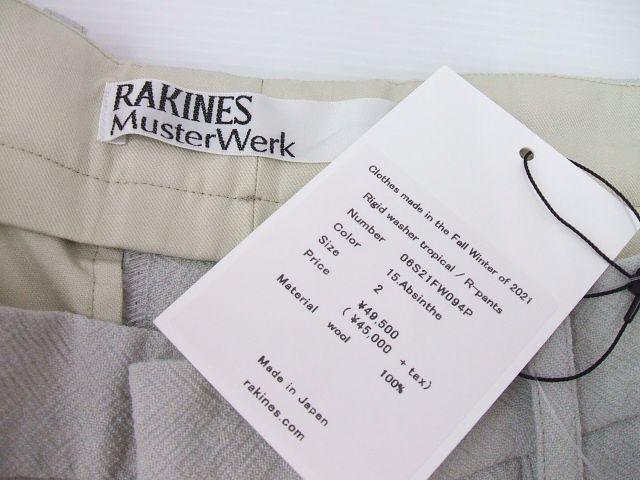 RAKINES
MusterWerk
Clothes made in the Fall Winter of 2021
Rigid washer tropical / R-pants
Number 06S21FW094P
Color 15.Absinthe
Size 2
Price ¥49,500
(¥45,000 + tax)
Material wool 100%
Made in Japan
rakines.com